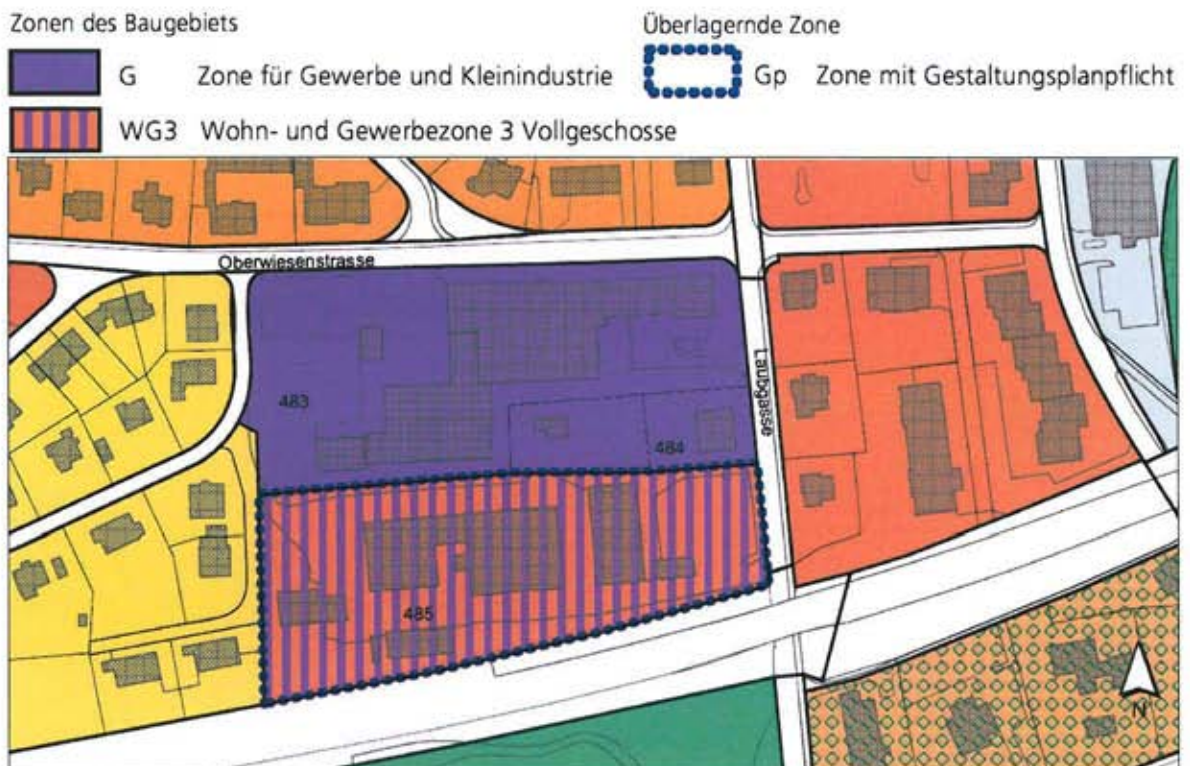 Zonen des Baugebiets
Überlagernde Zone
G Zone für Gewerbe und Kleinindustrie
Gp Zone mit Gestaltungsplanpflicht
WG3 Wohn- und Gewerbezone 3 Vollgeschosse
Oberwiesenstrasse
Laubgasse
483
484
485
N